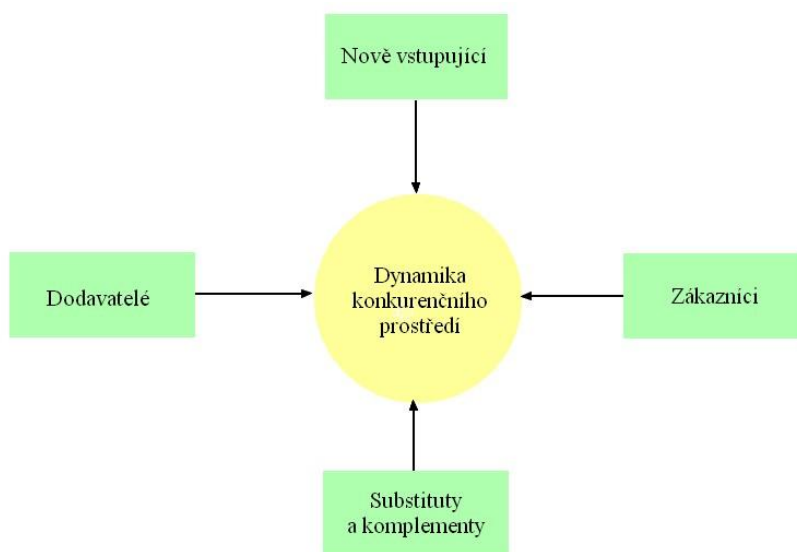 Nově vstupující
Dodavatelé
Dynamika
konkurenčního
prostředí
Zákazníci
Substituty
a komplementy